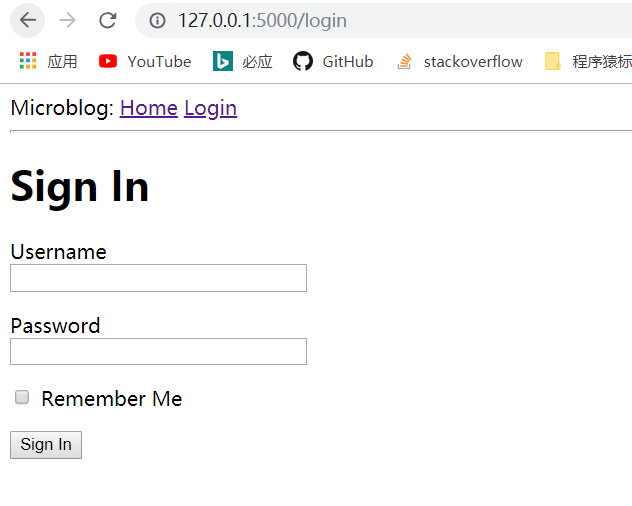 127.0.0.1:5000/login
应用 YouTube 必应 GitHub stackoverflow 程序猿标
Microblog: Home Login
Sign In
Username
Password
Remember Me
Sign In